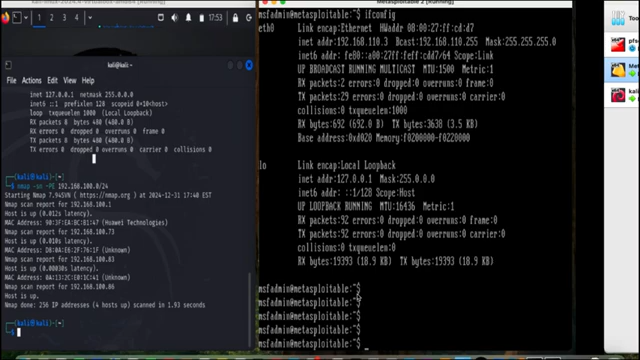 Metasploitable 2 [Running]
1 2 3 4
17:53
kali@kali: ~
File Actions Edit View Help
inet 127.0.0.1 netmask 255.0.0.0
inet6 ::1 prefixlen 128 scopeid 0x10<host>
loop txqueuelen 1000 (Local Loopback)
RX packets 8 bytes 480 (480.0 B)
RX errors 0 dropped 0 overruns 0 frame 0
TX packets 8 bytes 480 (480.0 B)
TX errors 0 dropped 0 overruns 0 carrier 0 collisions 0
(kali@kali)-[~]
$ nmap -sn -PE 192.168.100.0/24
Starting Nmap 7.94SVN ( https://nmap.org ) at 2024-12-31 17:40 EST
Nmap scan report for 192.168.100.1
Host is up (0.012s latency).
(Huawei Technologies)
Nmap scan report for 192.168.100.73
Host is up (0.010s latency).
(Unknown)
Nmap scan report for 192.168.100.63
Host is up (0.00030s latency).
(Unknown)
Nmap scan report for 192.168.100.86
Host is up.
Nmap done: 256 IP addresses (4 hosts up) scanned in 1.93 seconds
(kali@kali)-[~]
$
msfadmin@metasploitable:~$ ifconfig
eth0 Link encap:Ethernet HWaddr 08:00:27:ff:cd:d7
inet addr:192.168.110.3 Bcast:192.168.110.255 Mask:255.255.255.0
inet6 addr: fe80::a00:27ff:feff:cdd7/64 Scope:Link
UP BROADCAST RUNNING MULTICAST MTU:1500 Metric:1
RX packets:2 errors:0 dropped:0 overruns:0 frame:0
TX packets:29 errors:0 dropped:0 overruns:0 carrier:0
collisions:0 txqueuelen:1000
RX bytes:692 (692.0 B) TX bytes:3638 (3.5 KB)
Base address:0xd020 Memory:f0200000-f0220000
lo Link encap:Local Loopback
inet addr:127.0.0.1 Mask:255.0.0.0
inet6 addr: ::1/128 Scope:Host
UP LOOPBACK RUNNING MTU:16436 Metric:1
RX packets:92 errors:0 dropped:0 overruns:0 frame:0
TX packets:92 errors:0 dropped:0 overruns:0 carrier:0
collisions:0 txqueuelen:0
RX bytes:19393 (18.9 KB) TX bytes:19393 (18.9 KB)
msfadmin@metasploitable:~$
msfadmin@metasploitable:~$
msfadmin@metasploitable:~$
msfadmin@metasploitable:~$
msfadmin@metasploitable:~$
pfs
Met
kali